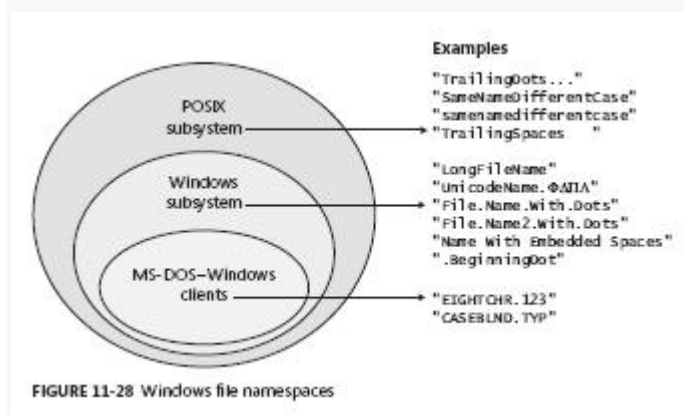 Examples
"TrailingDots..."
"SameNameDifferentCase"
"samenamedifferentcase"
"TrailingSpaces   "
POSIX
subsystem
"LongFileName"
"UnicodeName.ΦΔΠΛ"
"File.Name.With.Dots"
"File.Name2.With.Dots"
"Name With Embedded Spaces"
".BeginningDot"
Windows
subsystem
MS-DOS–Windows
clients
"EIGHTCHR.123"
"CASEBLND.TYP"
FIGURE 11-28 Windows file namespaces